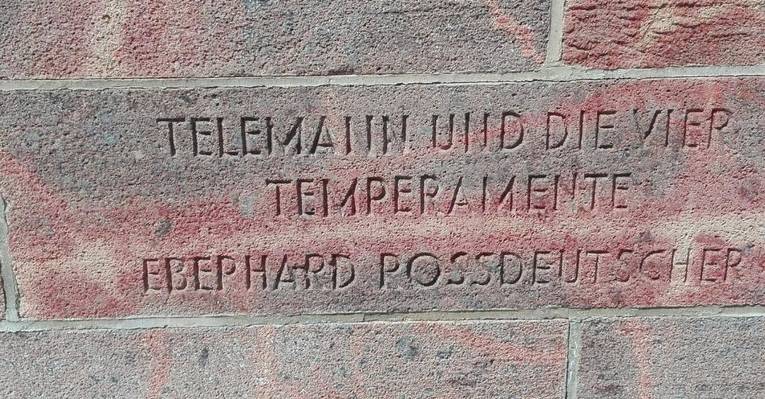 TELEMANN UND DIE VIER
TEMPERAMENTE
EBERHARD ROSSDEUTSCHER